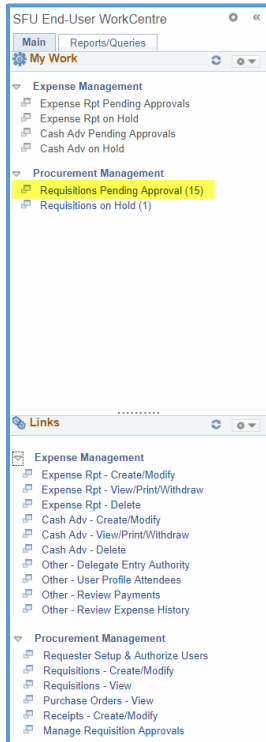 SFU End-User WorkCentre
Main Reports/Queries
My Work
Expense Management
Expense Rpt Pending Approvals
Expense Rpt on Hold
Cash Adv Pending Approvals
Cash Adv on Hold
Procurement Management
Requisitions Pending Approval (15)
Requisitions on Hold (1)
Links
Expense Management
Expense Rpt - Create/Modify
Expense Rpt - View/Print/Withdraw
Expense Rpt - Delete
Cash Adv - Create/Modify
Cash Adv - View/Print/Withdraw
Cash Adv - Delete
Other - Delegate Entry Authority
Other - User Profile Attendees
Other - Review Payments
Other - Review Expense History
Procurement Management
Requester Setup & Authorize Users
Requisitions - Create/Modify
Requisitions - View
Purchase Orders - View
Receipts - Create/Modify
Manage Requisition Approvals